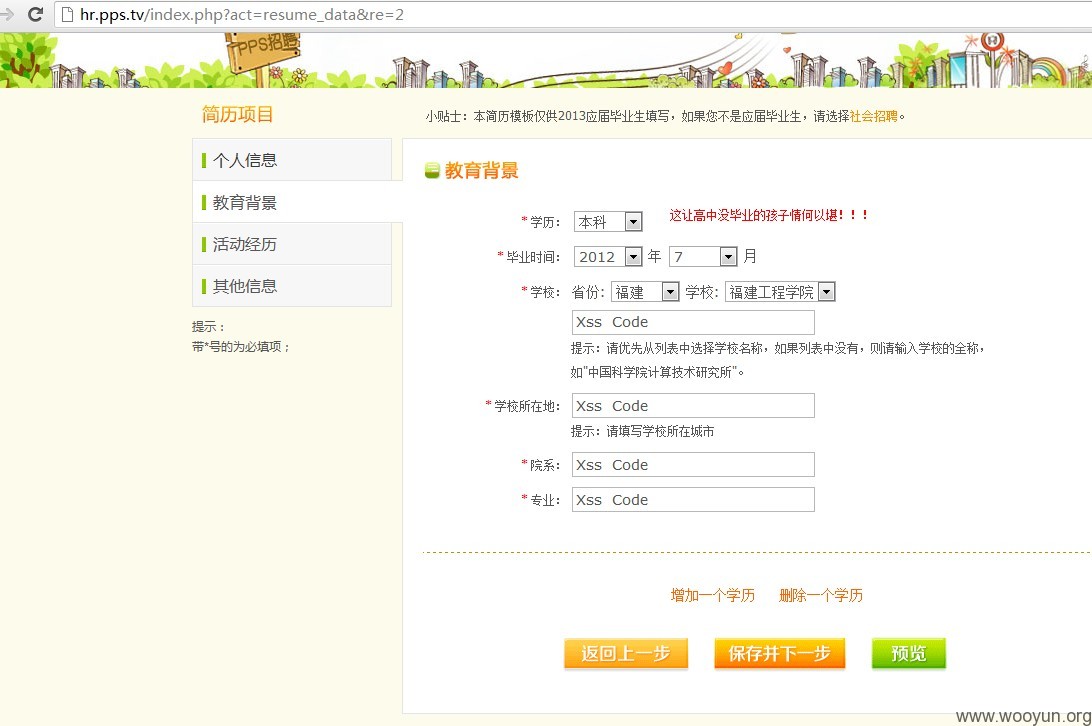 hr.pps.tv/index.php?act=resume_data&re=2
PPS招聘
简历项目
小贴士：本简历模板仅供2013应届毕业生填写，如果您不是应届毕业生，请选择社会招聘。
个人信息
教育背景
活动经历
其他信息
提示：
带*号的为必填项；
教育背景
*学历： 本科 这让高中没毕业的孩子情何以堪！！！
*毕业时间： 2012 年 7 月
*学校： 省份：福建 学校：福建工程学院
Xss Code
提示：请优先从列表中选择学校名称，如果列表中没有，则请输入学校的全称，
如"中国科学院计算技术研究所"。
*学校所在地： Xss Code
提示：请填写学校所在城市
*院系： Xss Code
*专业： Xss Code
增加一个学历 删除一个学历
返回上一步 保存并下一步 预览
www.wooyun.org